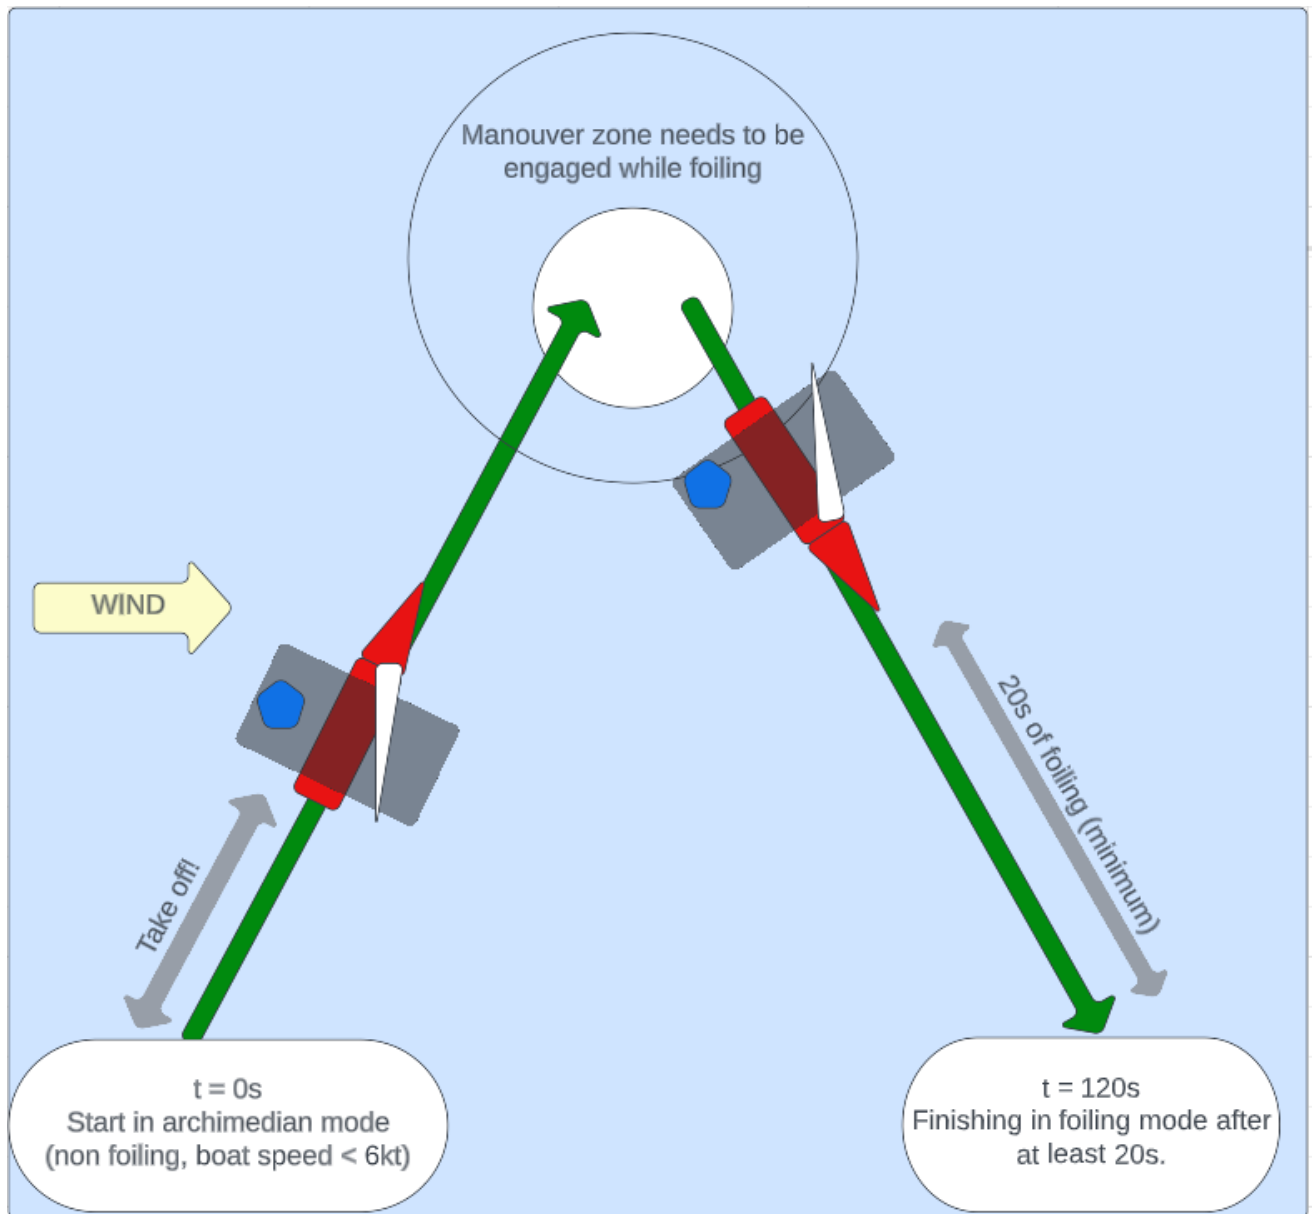 Manouver zone needs to be
engaged while foiling
WIND
20s of foiling (minimum)
Take off!
t = 0s
Start in archimedian mode
(non foiling, boat speed < 6kt)
t = 120s
Finishing in foiling mode after
at least 20s.